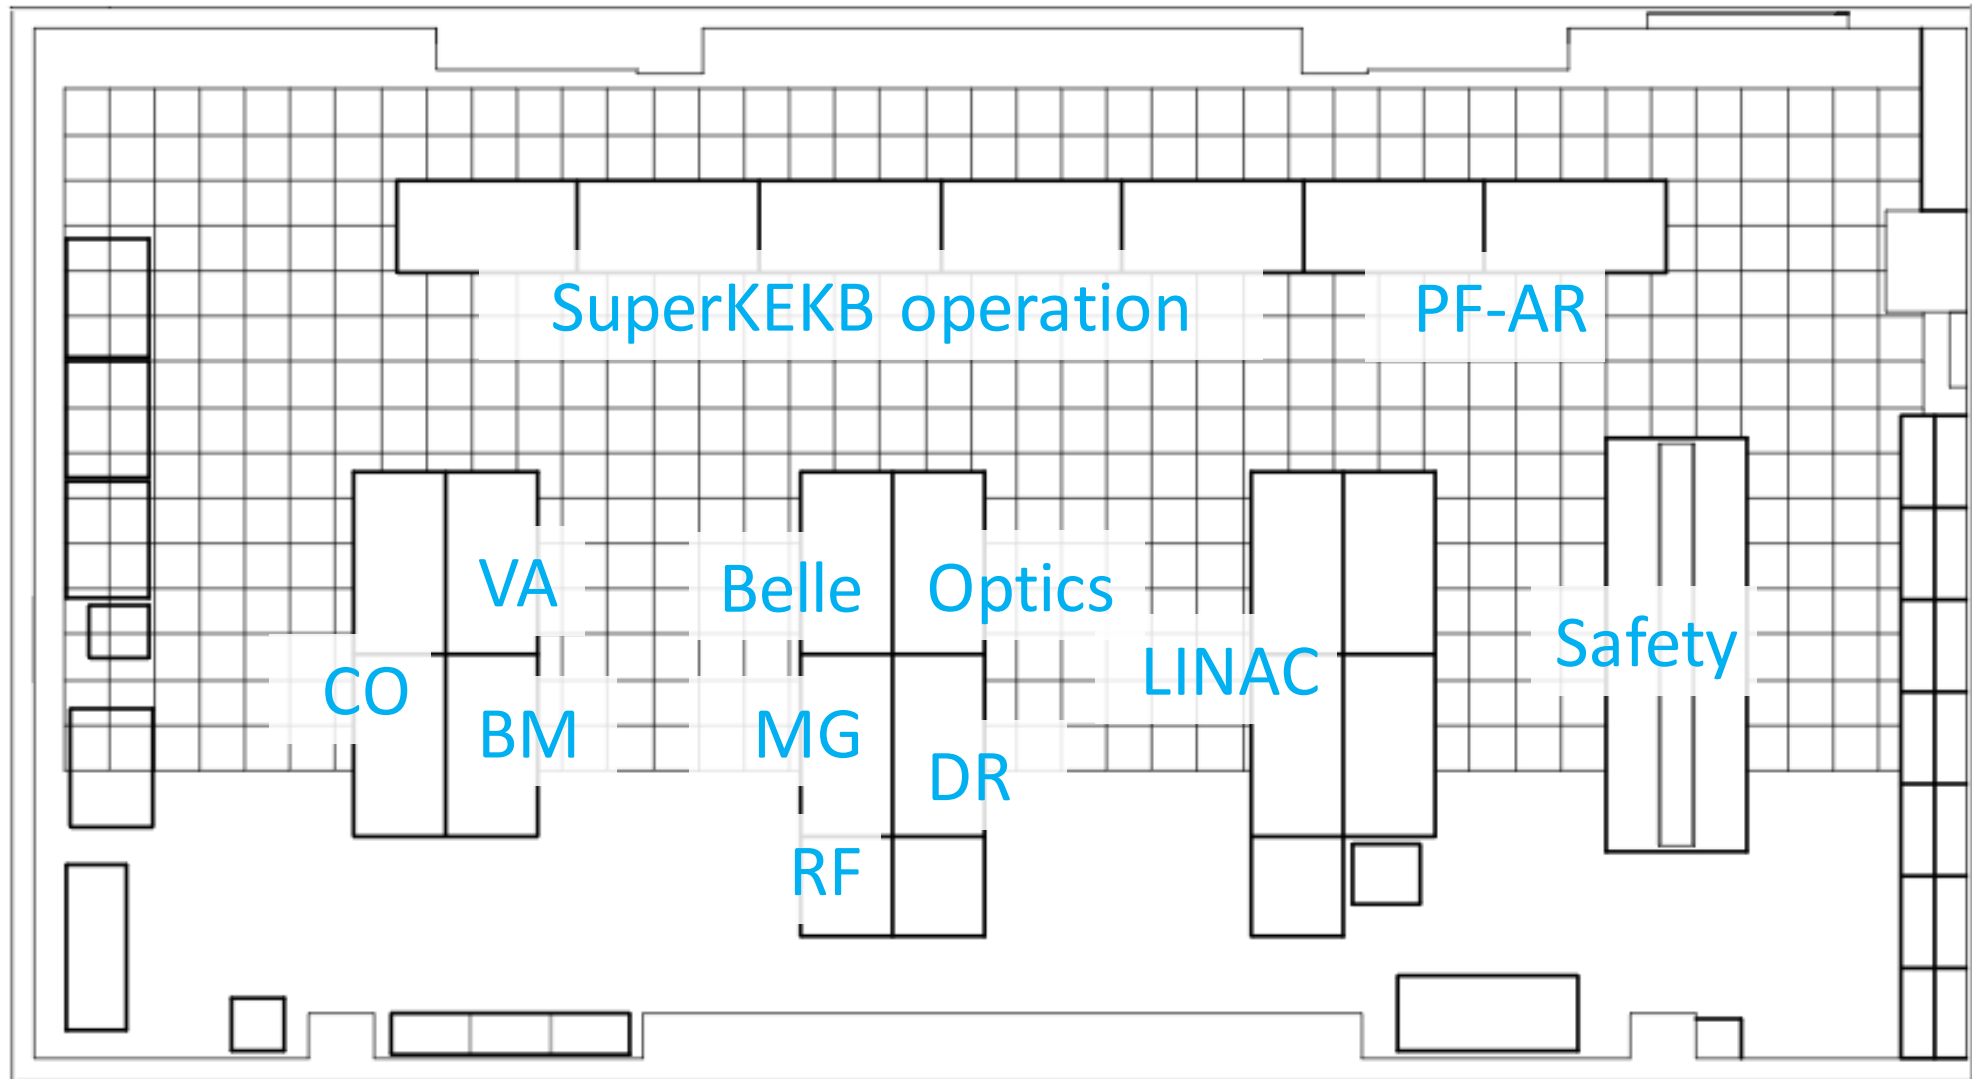 SuperKEKB operation
PF-AR
VA
Belle
Optics
CO
BM
MG
DR
RF
LINAC
Safety